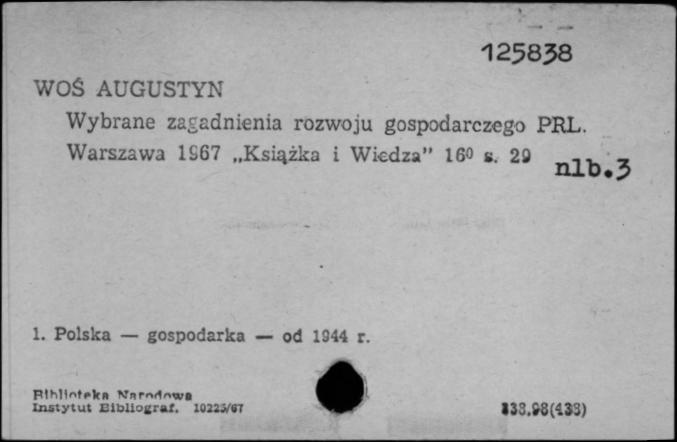 125838
WOŚ AUGUSTYN
Wybrane zagadnienia rozwoju gospodarczego PRL.
Warszawa 1967 „Książka i Wiedza” 16⁰ s. 29 nlb.3
1. Polska — gospodarka — od 1944 r.
Biblioteka Narodowa
Instytut Bibliograf. 10225/67
338.98(438)